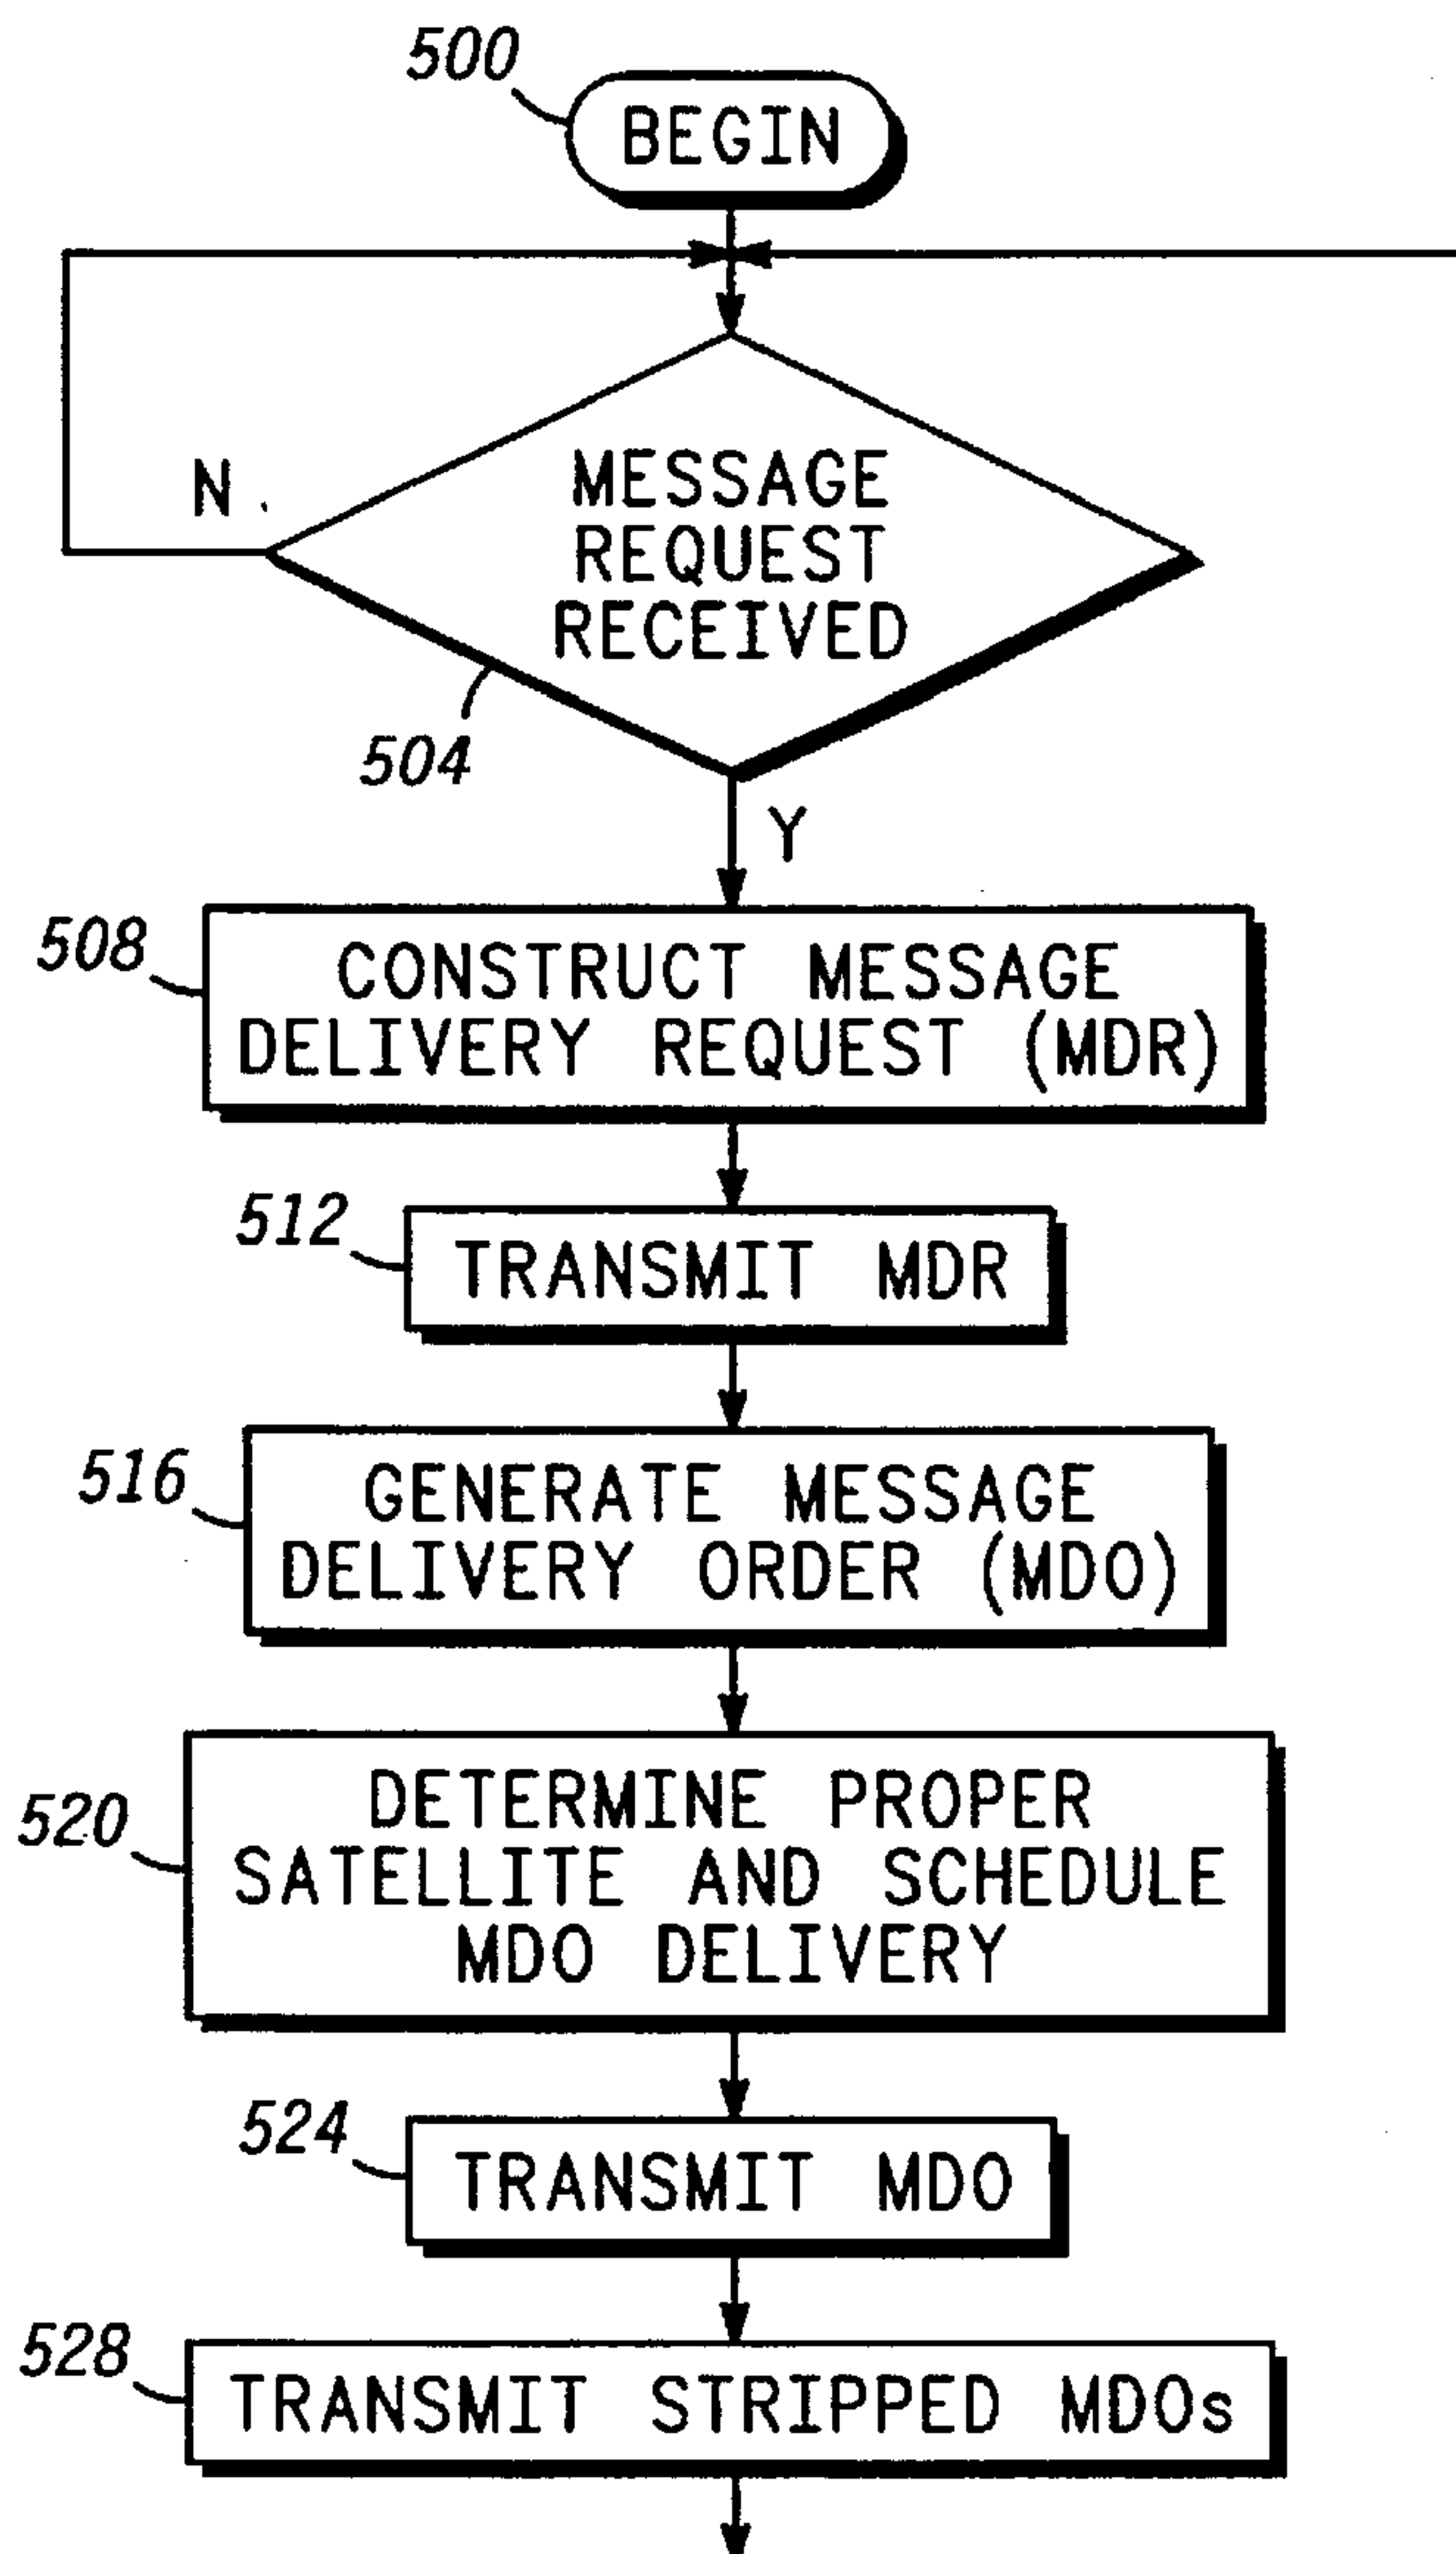 500
BEGIN
N
MESSAGE
REQUEST
RECEIVED
504
Y
508
CONSTRUCT MESSAGE
DELIVERY REQUEST (MDR)
512
TRANSMIT MDR
516
GENERATE MESSAGE
DELIVERY ORDER (MDO)
520
DETERMINE PROPER
SATELLITE AND SCHEDULE
MDO DELIVERY
524
TRANSMIT MDO
528
TRANSMIT STRIPPED MDOs